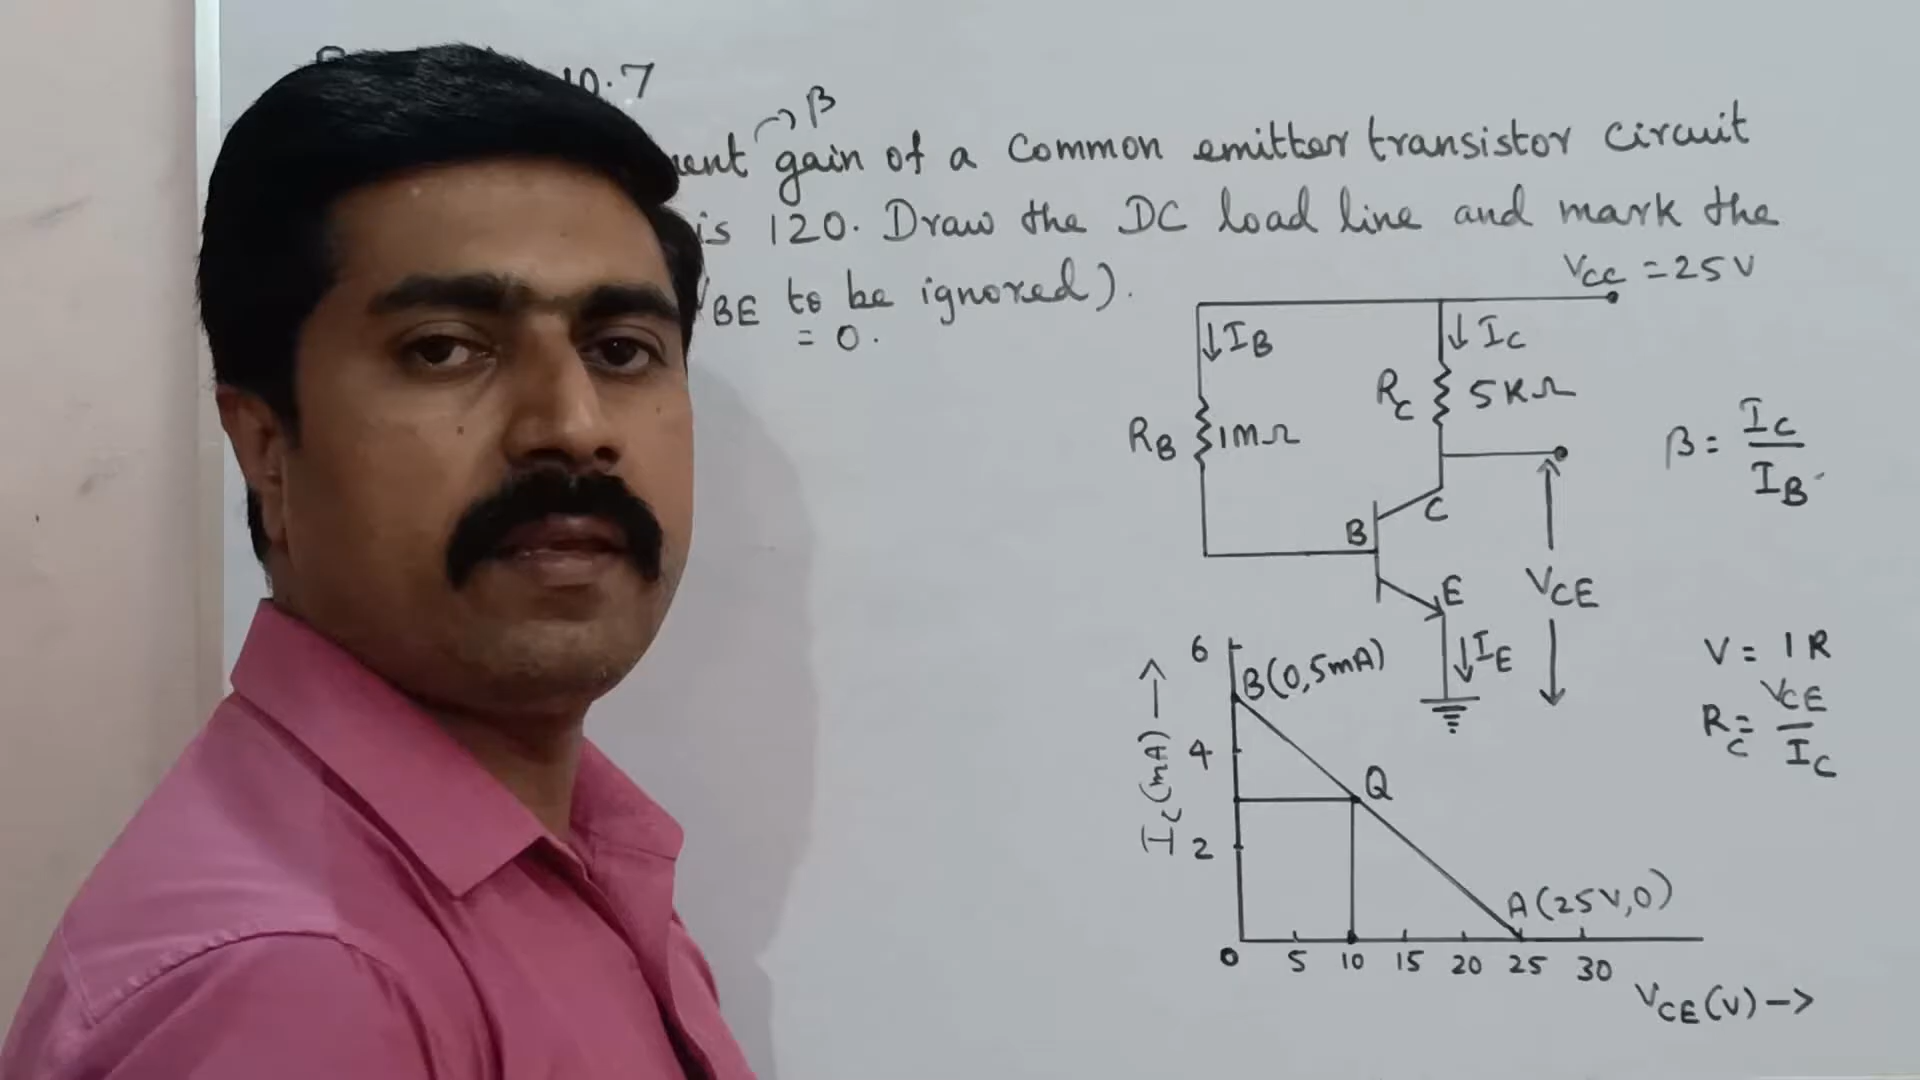 10.7
β
gain of a Common emitter transistor circuit
is 120. Draw the DC load line and mark the
VBE to be ignored).
= 0.
VCC = 25V
IB
IC
RC 5KΩ
RB 1MΩ
β = IC
IB
B
C
E
VCE
IE
V = IR
RC = VCE
IC
6
B(0,5mA)
4
IC(mA)
Q
2
A(25V,0)
0 5 10 15 20 25 30
VCE(V) ->